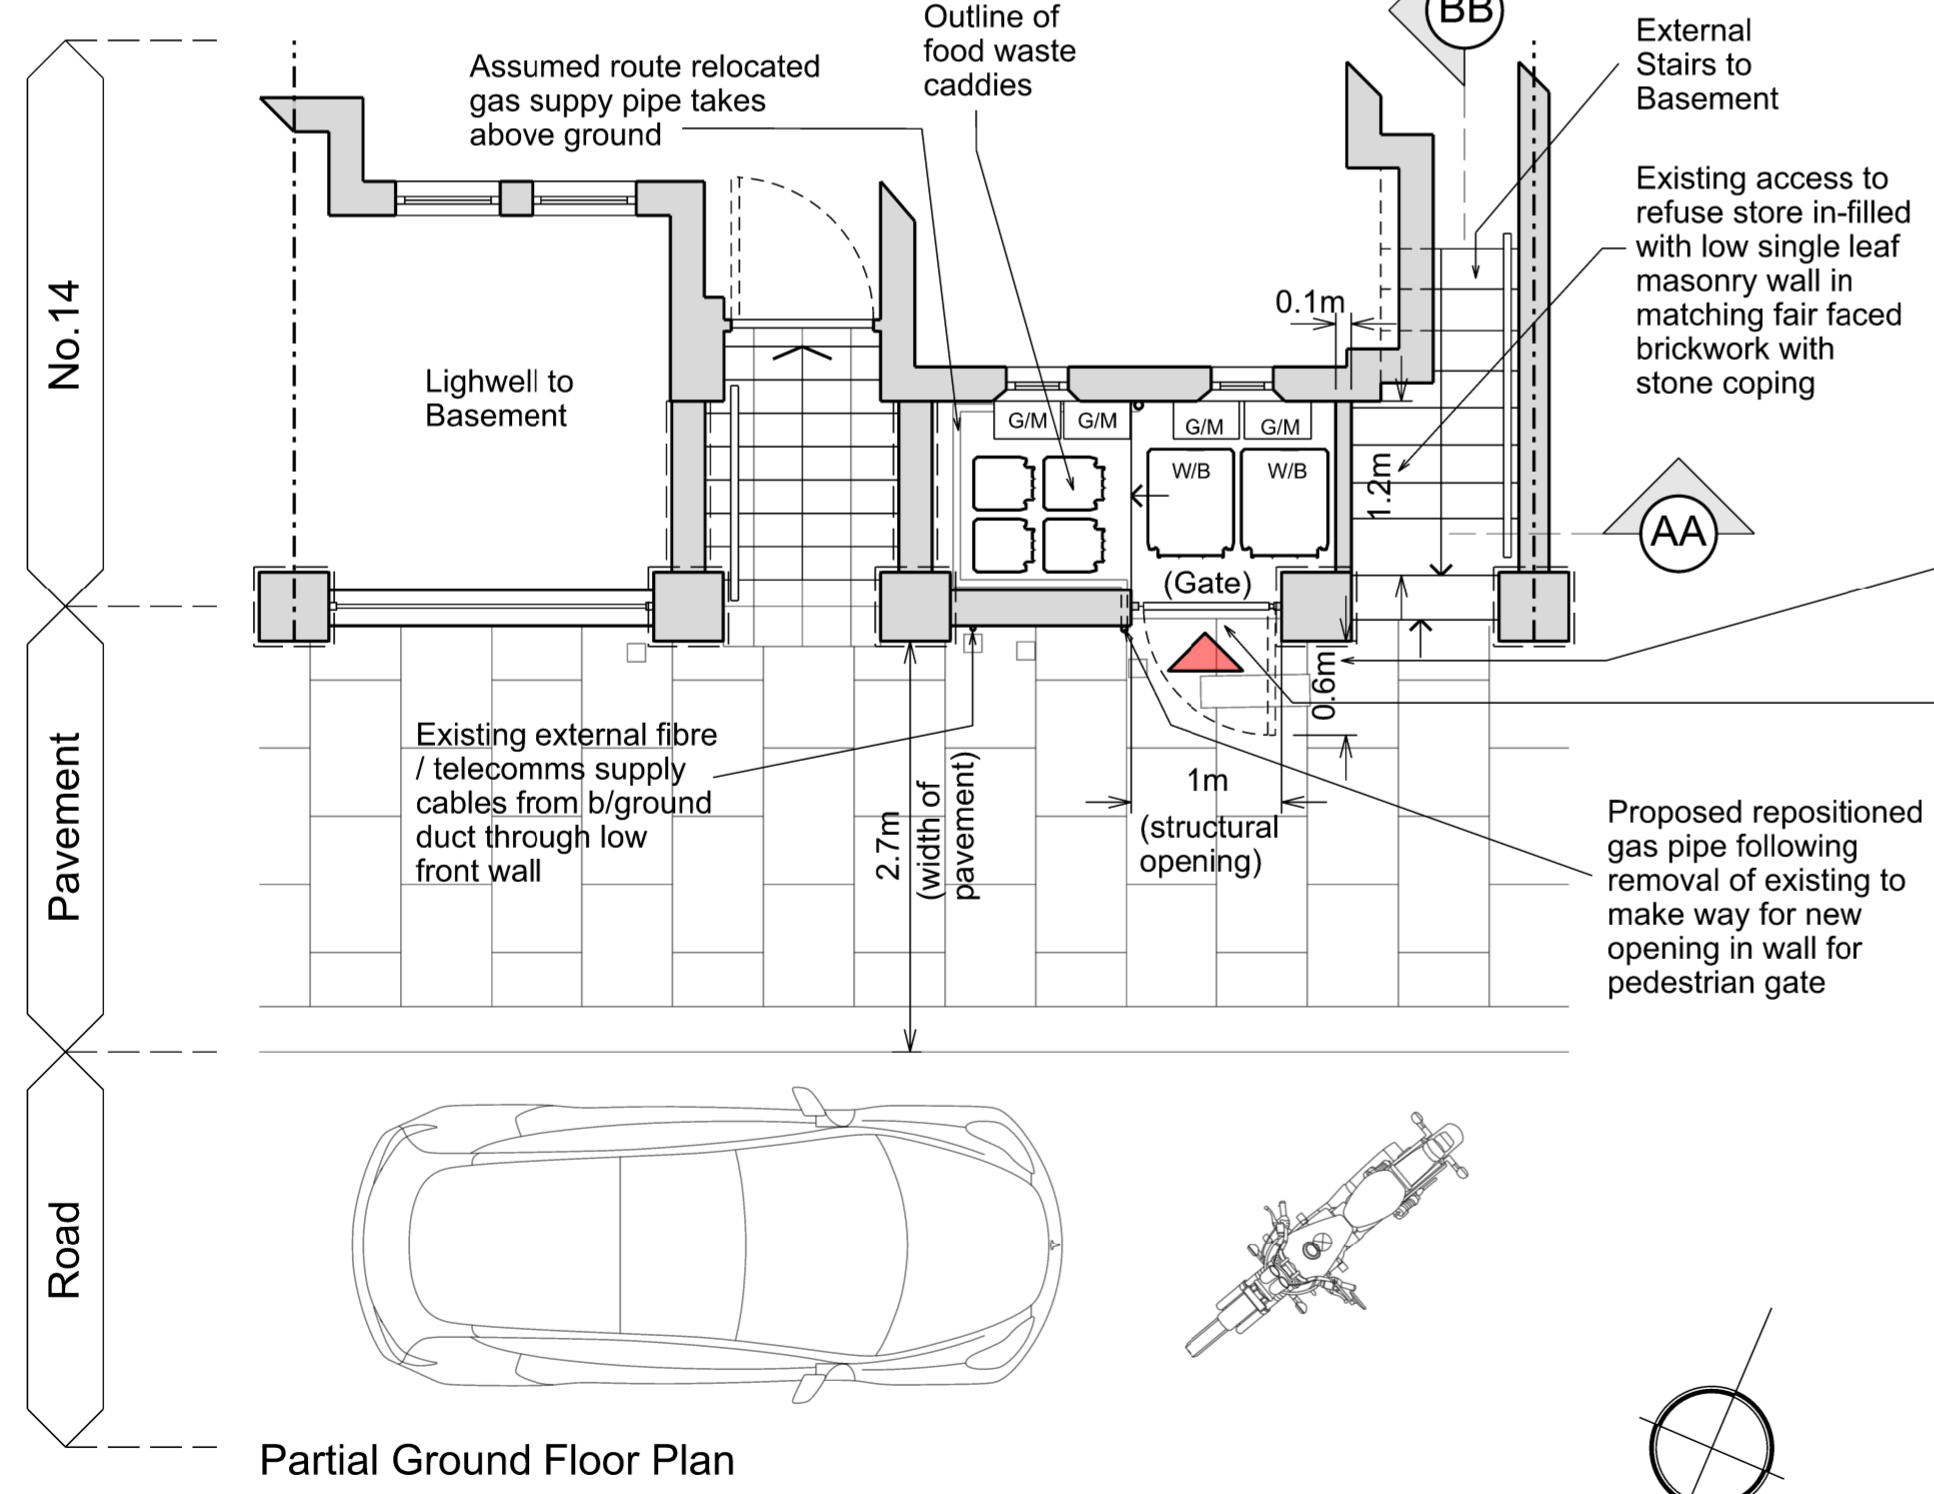 Outline of
food waste
caddies
BB
External
Stairs to
Basement
Assumed route relocated
gas suppy pipe takes
above ground
Existing access to
refuse store in-filled
with low single leaf
masonry wall in
matching fair faced
brickwork with
stone coping
No.14
0.1m
Lighwell to
Basement
G/M
G/M
G/M
G/M
W/B
W/B
1.2m
AA
(Gate)
0.6m
Existing external fibre
/ telecomms supply
cables from b/ground
duct through low
front wall
Pavement
2.7m
(width of
pavement)
1m
(structural
opening)
Proposed repositioned
gas pipe following
removal of existing to
make way for new
opening in wall for
pedestrian gate
Road
Partial Ground Floor Plan